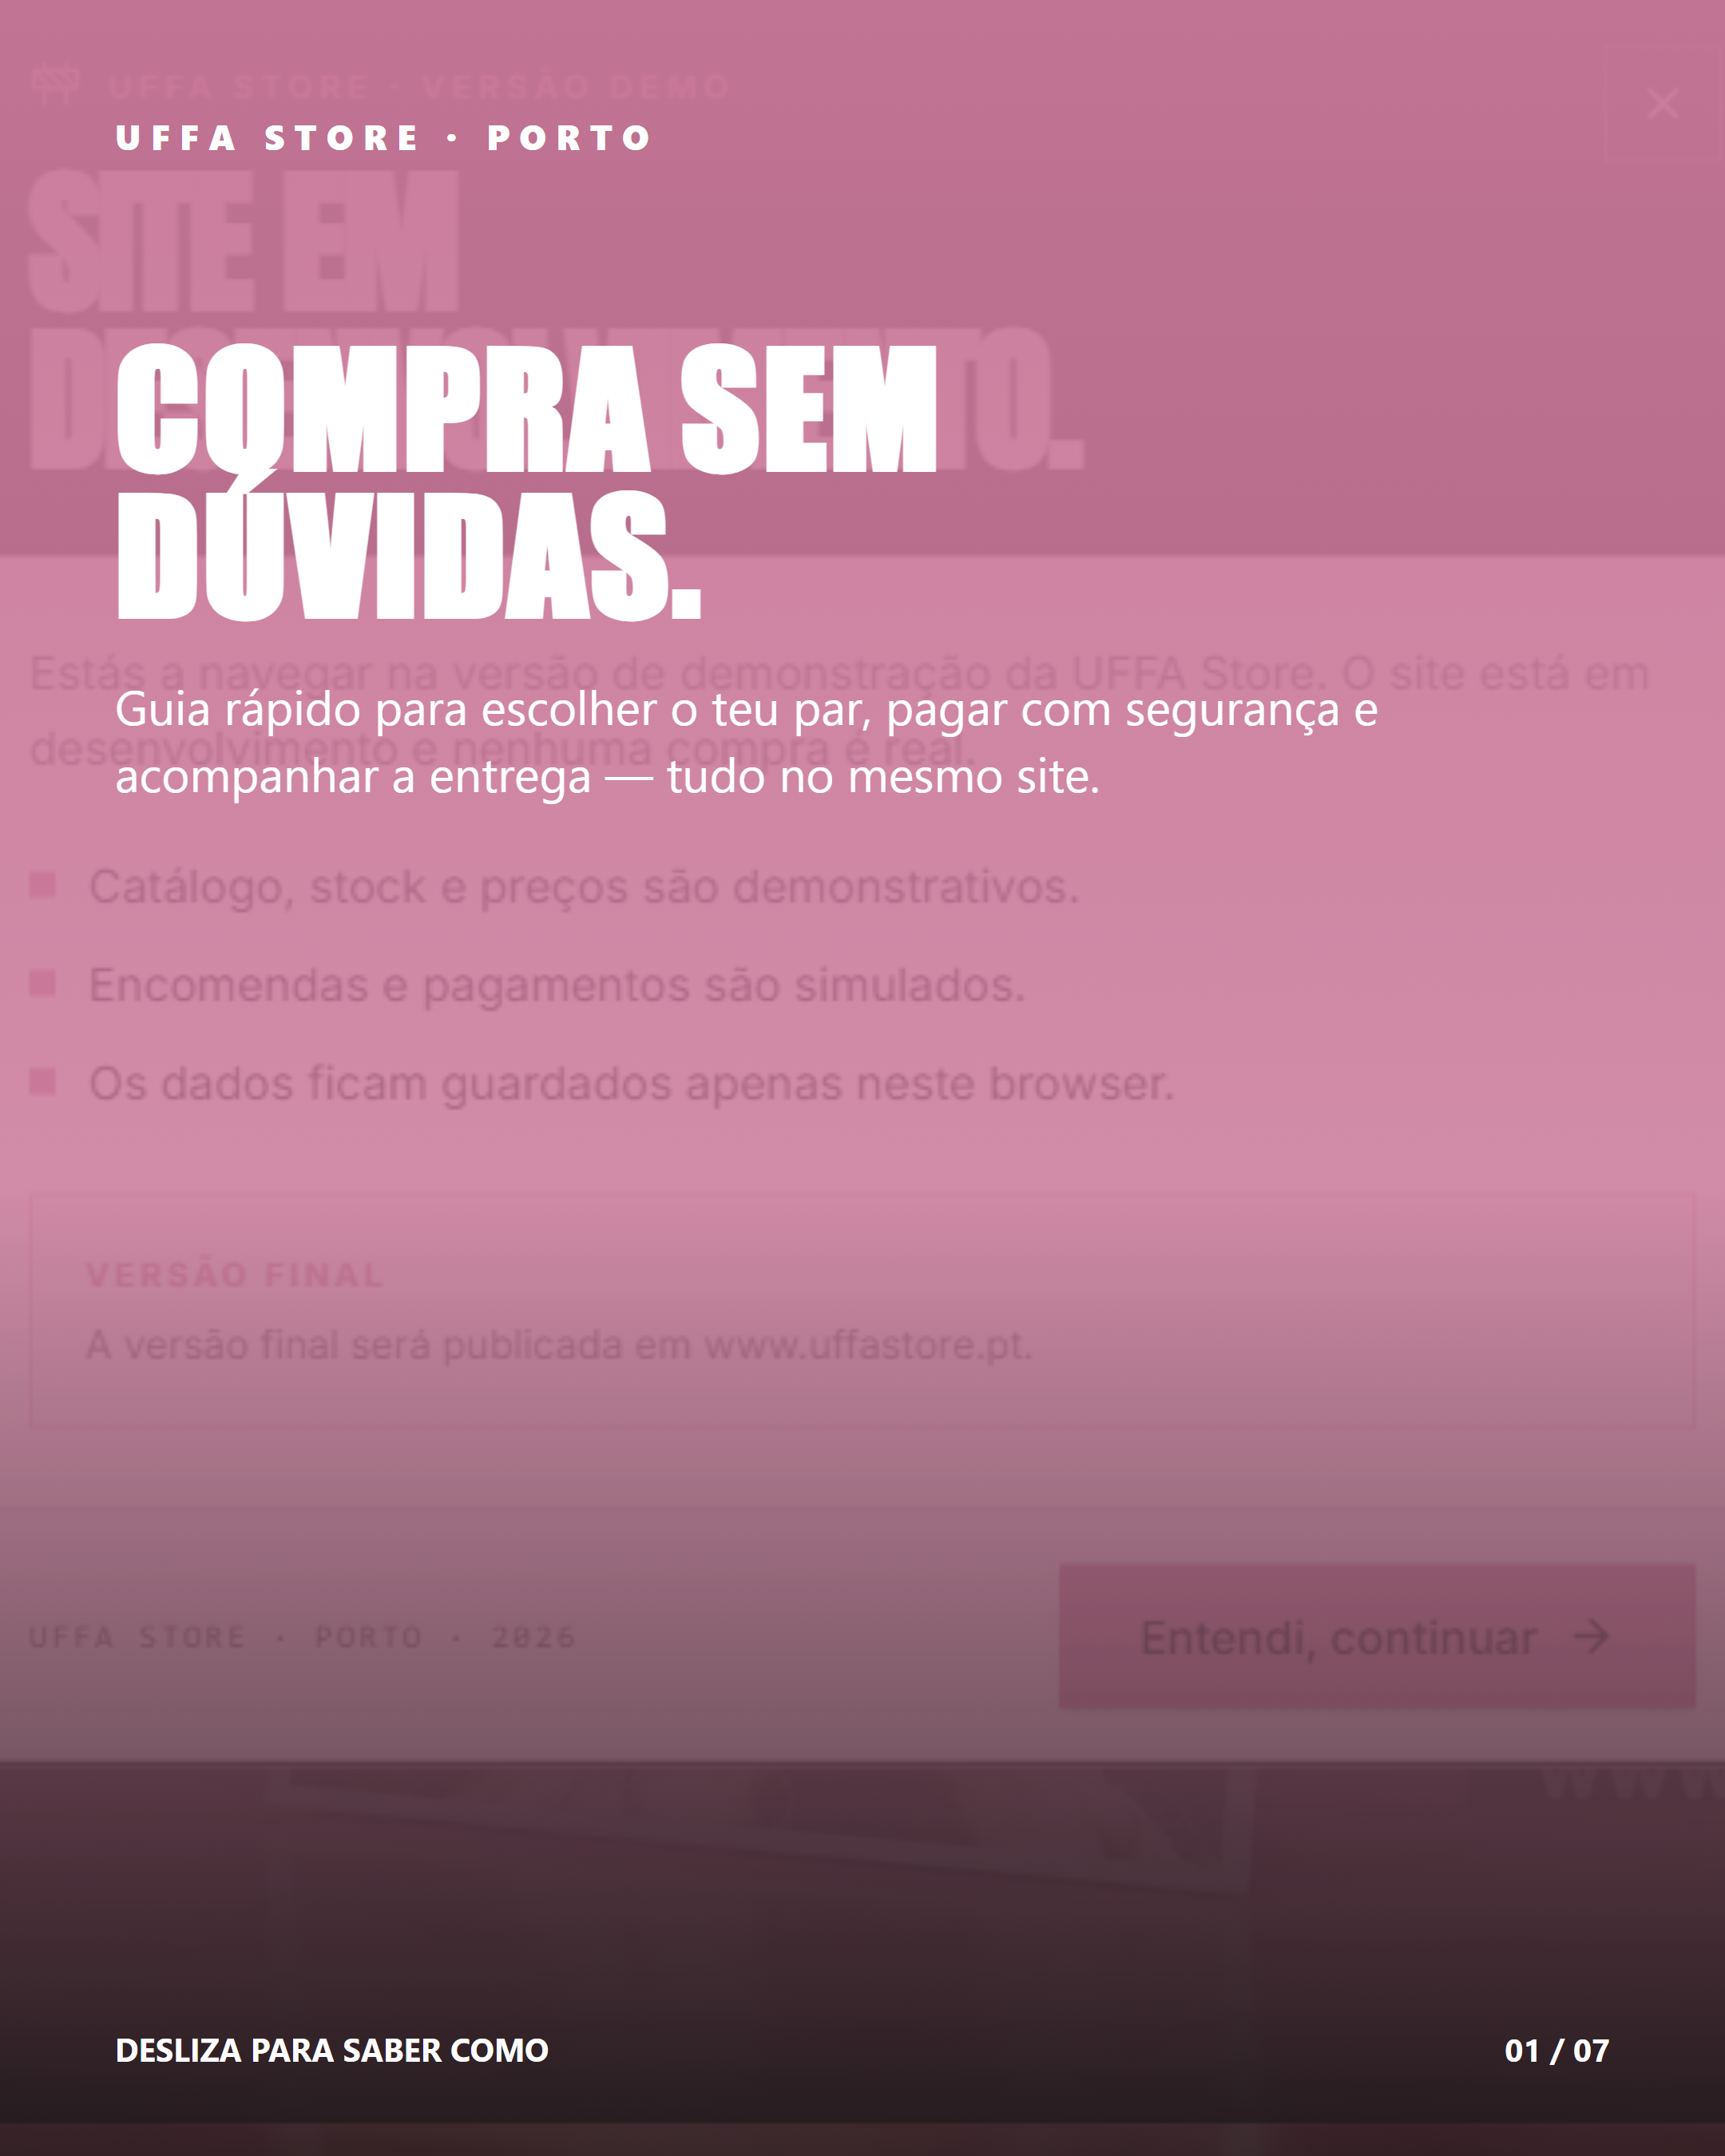 UFFA STORE · VERSÃO DEMO
UFFA STORE · PORTO
SITE EM
COMPRA SEM
DÚVIDAS.
Estás a navegar na versão de demonstração da UFFA Store. O site está em
Guia rápido para escolher o teu par, pagar com segurança e
desenvolvimento e nenhuma compra é real.
acompanhar a entrega — tudo no mesmo site.
Catálogo, stock e preços são demonstrativos.
Encomendas e pagamentos são simulados.
Os dados ficam guardados apenas neste browser.
VERSÃO FINAL
A versão final será publicada em www.uffastore.pt.
UFFA STORE · PORTO · 2026
Entendi, continuar →
DESLIZA PARA SABER COMO
01 / 07